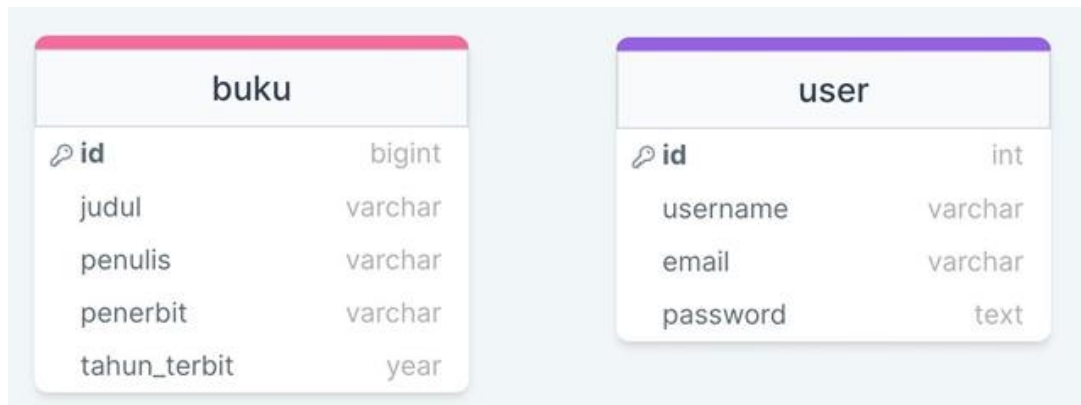 buku
id bigint
judul varchar
penulis varchar
penerbit varchar
tahun_terbit year
user
id int
username varchar
email varchar
password text